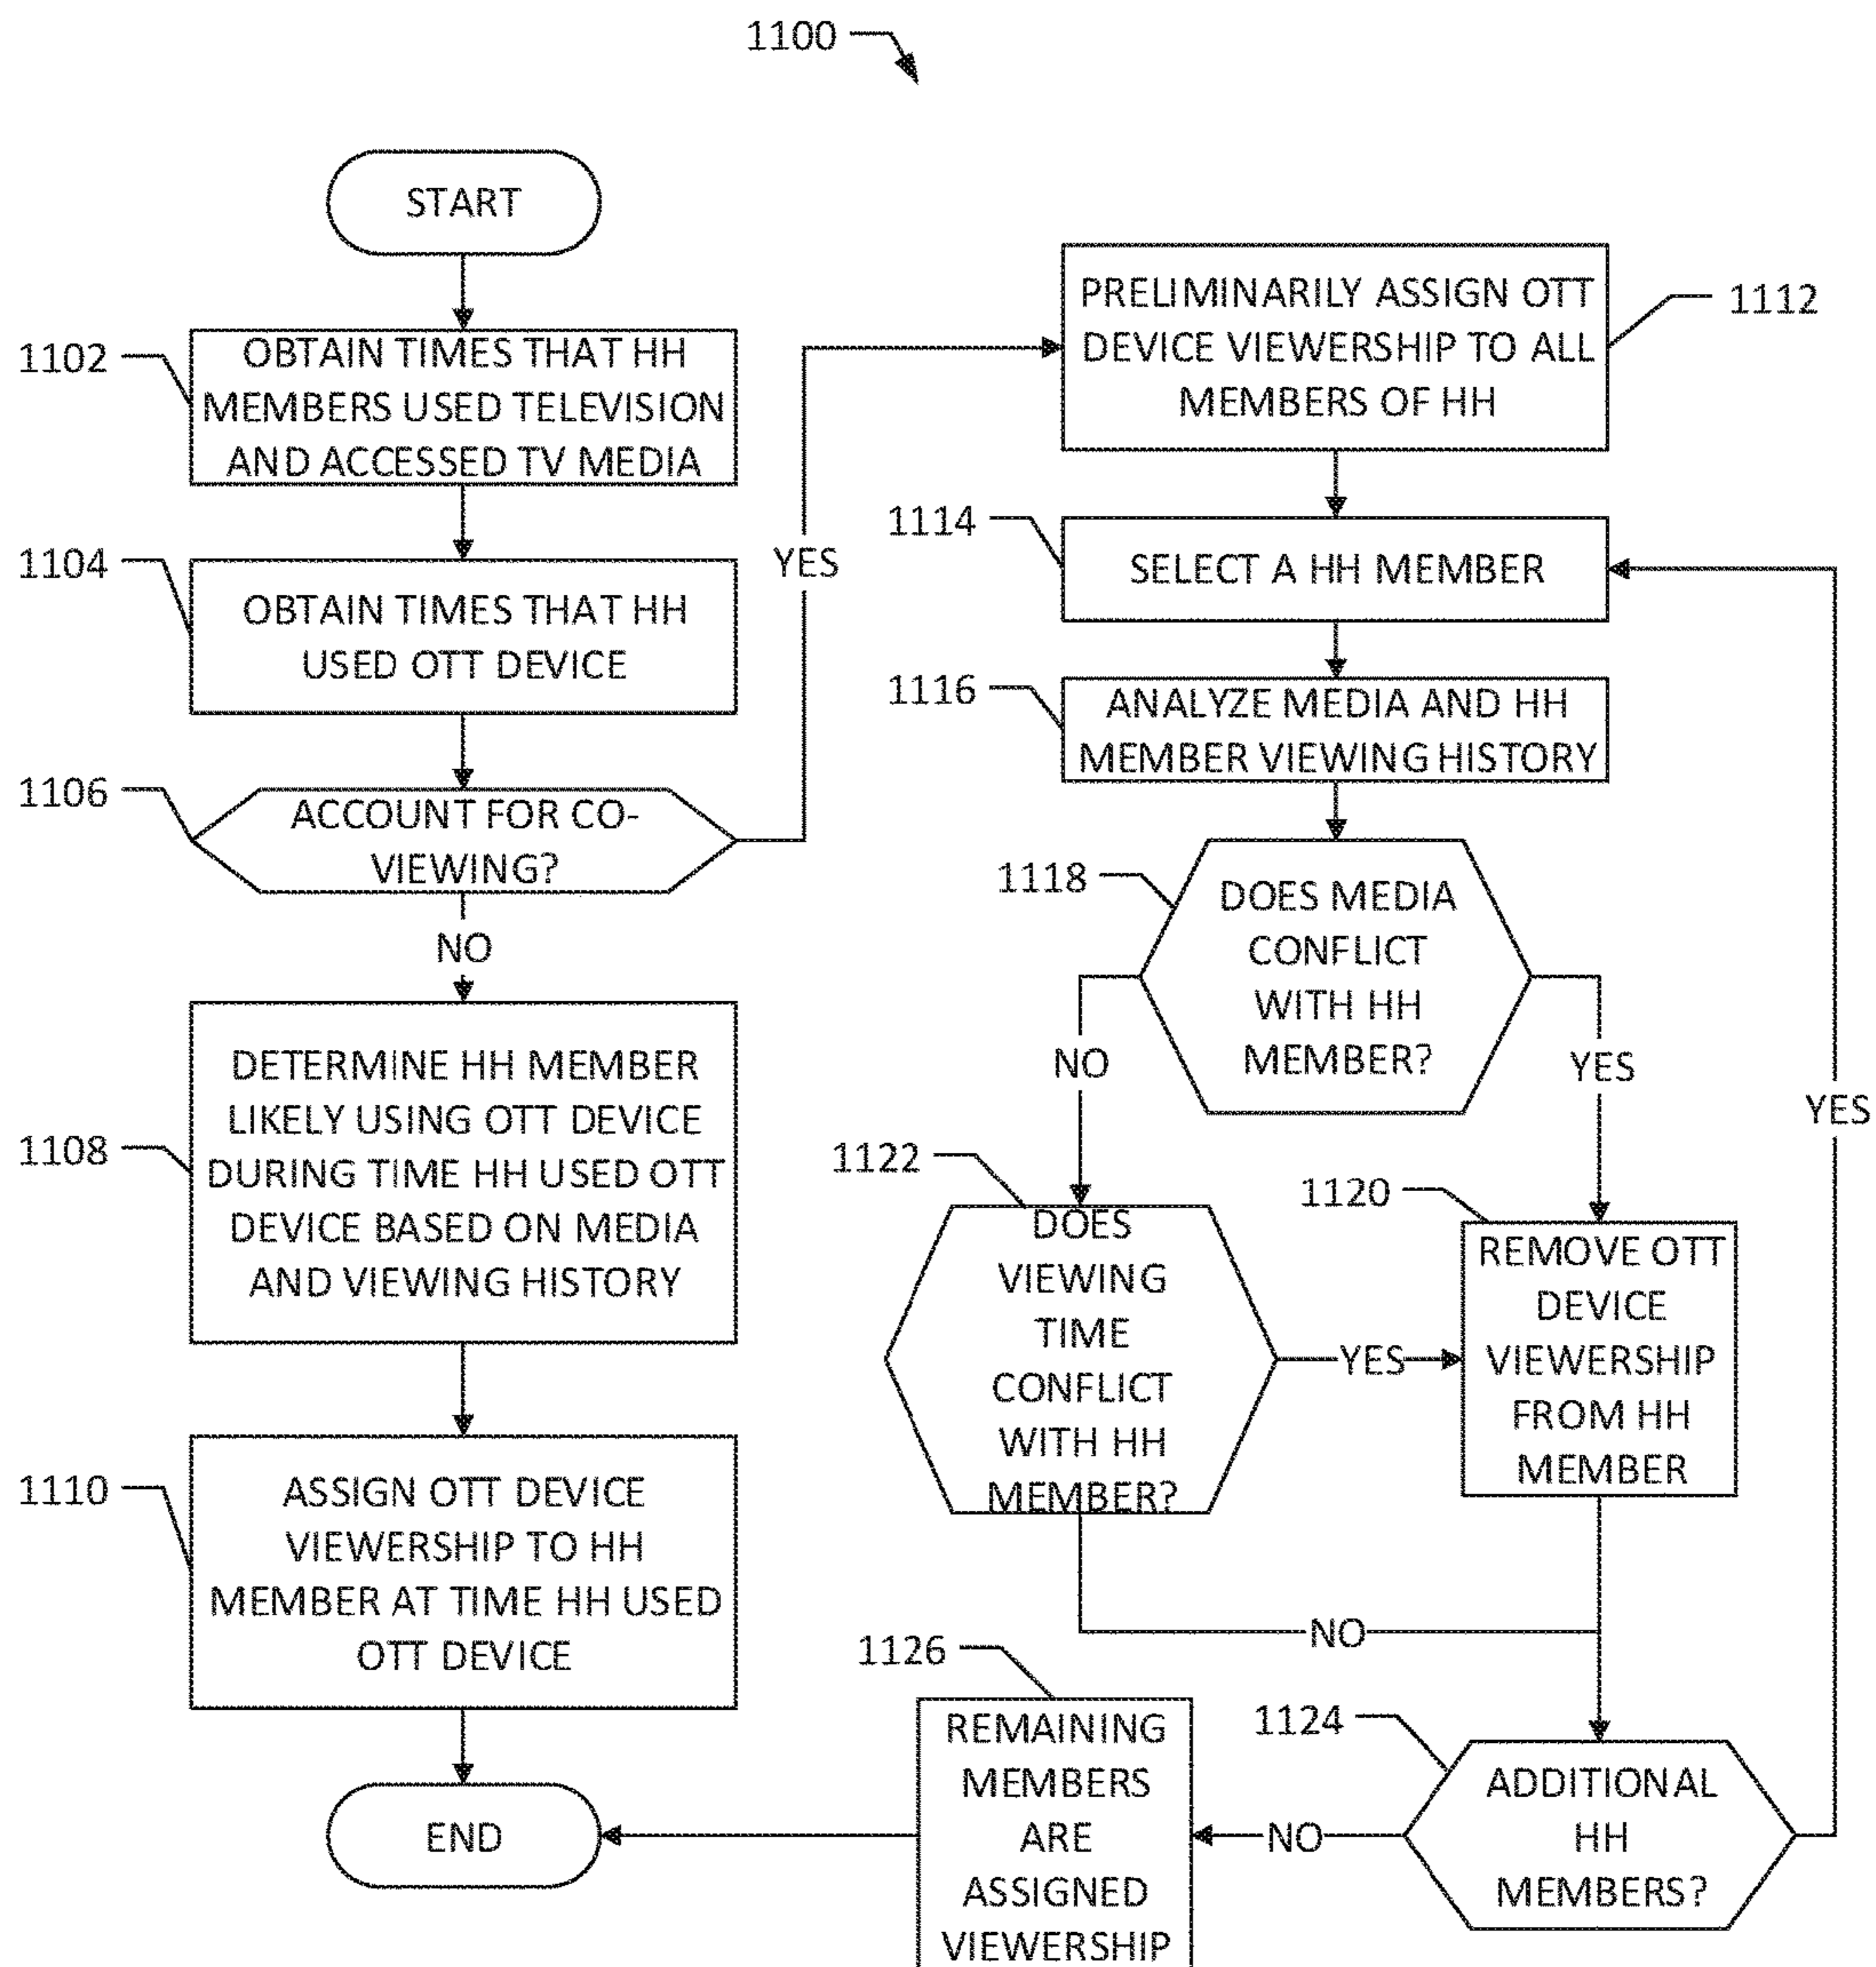 1100
START
1102
OBTAIN TIMES THAT HH
MEMBERS USED TELEVISION
AND ACCESSED TV MEDIA
1104
OBTAIN TIMES THAT HH
USED OTT DEVICE
1106
ACCOUNT FOR CO-
VIEWING?
YES
NO
1108
DETERMINE HH MEMBER
LIKELY USING OTT DEVICE
DURING TIME HH USED OTT
DEVICE BASED ON MEDIA
AND VIEWING HISTORY
1110
ASSIGN OTT DEVICE
VIEWERSHIP TO HH
MEMBER AT TIME HH USED
OTT DEVICE
END
1112
PRELIMINARILY ASSIGN OTT
DEVICE VIEWERSHIP TO ALL
MEMBERS OF HH
1114
SELECT A HH MEMBER
1116
ANALYZE MEDIA AND HH
MEMBER VIEWING HISTORY
1118
DOES MEDIA
CONFLICT
WITH HH
MEMBER?
NO
YES
1122
DOES
VIEWING
TIME
CONFLICT
WITH HH
MEMBER?
YES
NO
1120
REMOVE OTT
DEVICE
VIEWERSHIP
FROM HH
MEMBER
1124
ADDITIONAL
HH
MEMBERS?
YES
NO
1126
REMAINING
MEMBERS
ARE
ASSIGNED
VIEWERSHIP